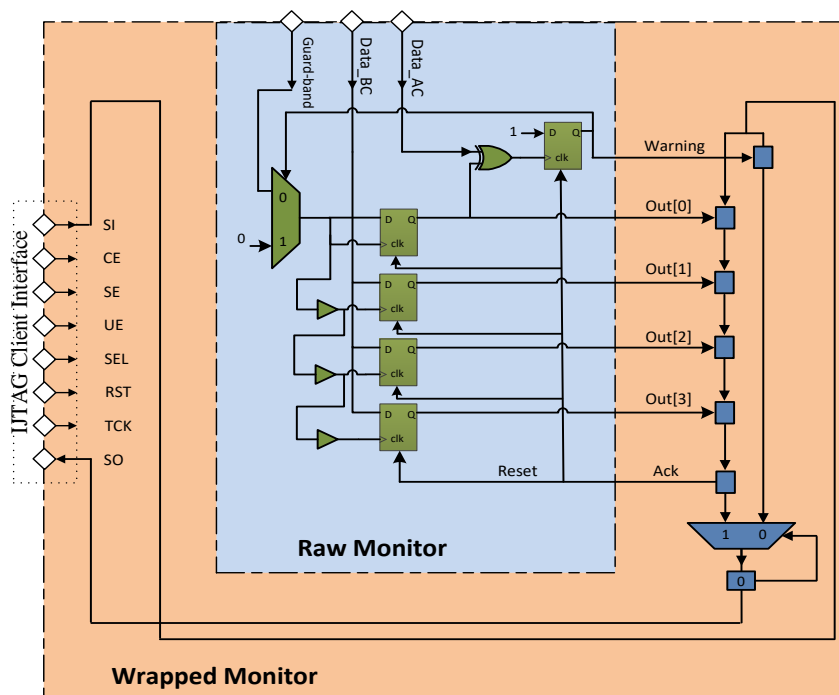 Guard-band
Data_BC
Data_AC
1
D
Q
clk
Warning
0
1
0
D
Q
clk
Out[0]
D
Q
clk
Out[1]
D
Q
clk
Out[2]
D
Q
clk
Out[3]
Reset
Ack
1
0
0
IJTAG Client Interface
SI
CE
SE
UE
SEL
RST
TCK
SO
Raw Monitor
Wrapped Monitor